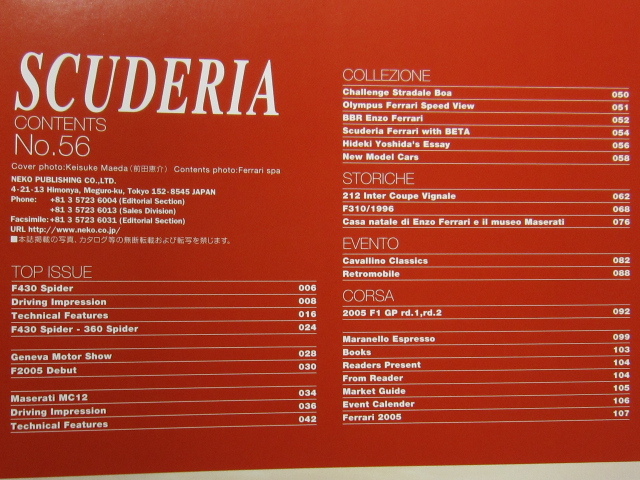 SCUDERIA
CONTENTS
No.56
Cover photo:Keisuke Maeda (前田恵介) Contents photo:Ferrari spa
NEKO PUBLISHING CO.,LTD.
4-21-13 Himonya, Meguro-ku, Tokyo 152-8545 JAPAN
Phone: +81 3 5723 6004 (Editorial Section)
+81 3 5723 6013 (Sales Division)
Facsimile: +81 3 5723 6031 (Editorial Section)
URL http://www.neko.co.jp/
■本誌掲載の写真、カタログ等の無断転載および転写を禁じます。
TOP ISSUE
F430 Spider 006
Driving Impression 008
Technical Features 016
F430 Spider - 360 Spider 024
Geneva Motor Show 028
F2005 Debut 030
Maserati MC12 034
Driving Impression 036
Technical Features 042
COLLEZIONE
Challenge Stradale Boa 050
Olympus Ferrari Speed View 051
BBR Enzo Ferrari 052
Scuderia Ferrari with BETA 054
Hideki Yoshida's Essay 056
New Model Cars 058
STORICHE
212 Inter Coupe Vignale 062
F310/1996 068
Casa natale di Enzo Ferrari e il museo Maserati 076
EVENTO
Cavallino Classics 082
Retromobile 088
CORSA
2005 F1 GP rd.1,rd.2 092
Maranello Espresso 099
Books 103
Readers Present 104
From Reader 104
Market Guide 105
Event Calender 106
Ferrari 2005 107